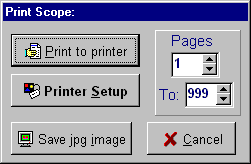 Print Scope:
Print to printer
Pages
1
Printer Setup
To: 999
Save jpg image
Cancel